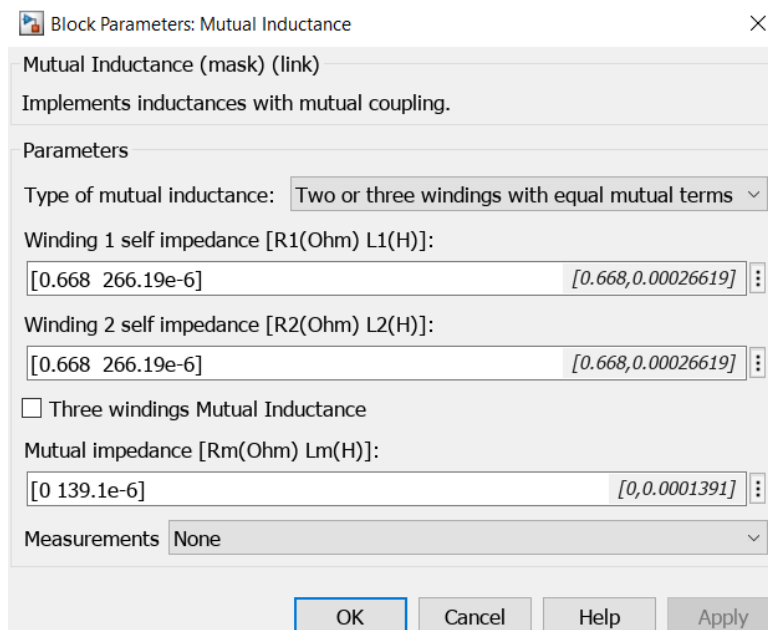 Block Parameters: Mutual Inductance
Mutual Inductance (mask) (link)
Implements inductances with mutual coupling.
Parameters
Type of mutual inductance: Two or three windings with equal mutual terms
Winding 1 self impedance [R1(Ohm) L1(H)]:
[0.668  266.19e-6] [0.668,0.00026619]
Winding 2 self impedance [R2(Ohm) L2(H)]:
[0.668  266.19e-6] [0.668,0.00026619]
Three windings Mutual Inductance
Mutual impedance [Rm(Ohm) Lm(H)]:
[0 139.1e-6] [0,0.0001391]
Measurements None
OK Cancel Help Apply